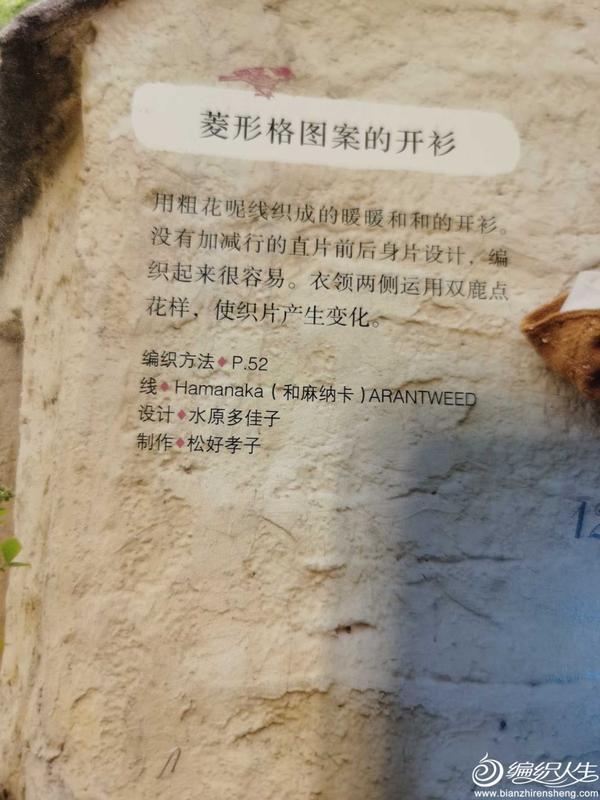 菱形格图案的开衫
用粗花呢线织成的暖暖和和的开衫。
没有加减行的直片前后身片设计，编
织起来很容易。衣领两侧运用双鹿点
花样，使织片产生变化。
编织方法◆P.52
线◆Hamanaka（和麻纳卡）ARANTWEED
设计◆水原多佳子
制作◆松好孝子
12
编织人生
www.bianzhirensheng.com